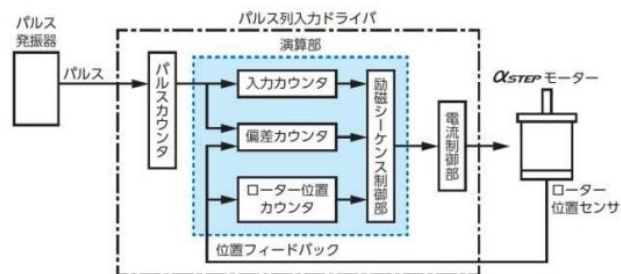 パルス
発振器
パルス
パルス列入力ドライバ
演算部
パルスカウンタ
入力カウンタ
偏差カウンタ
ローター位置
カウンタ
励磁シーケンス制御部
電流制御部
αSTEP モーター
ローター
位置センサ
位置フィードバック